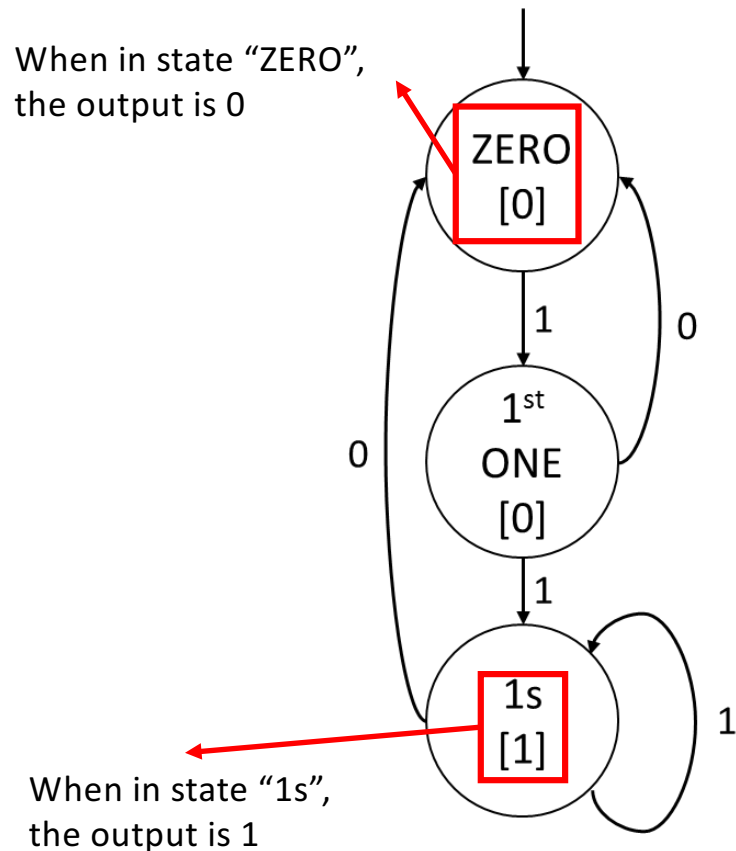 When in state “ZERO”,
the output is 0
ZERO
[0]
1
0
1st
ONE
[0]
0
1
1s
[1]
1
When in state “1s”,
the output is 1